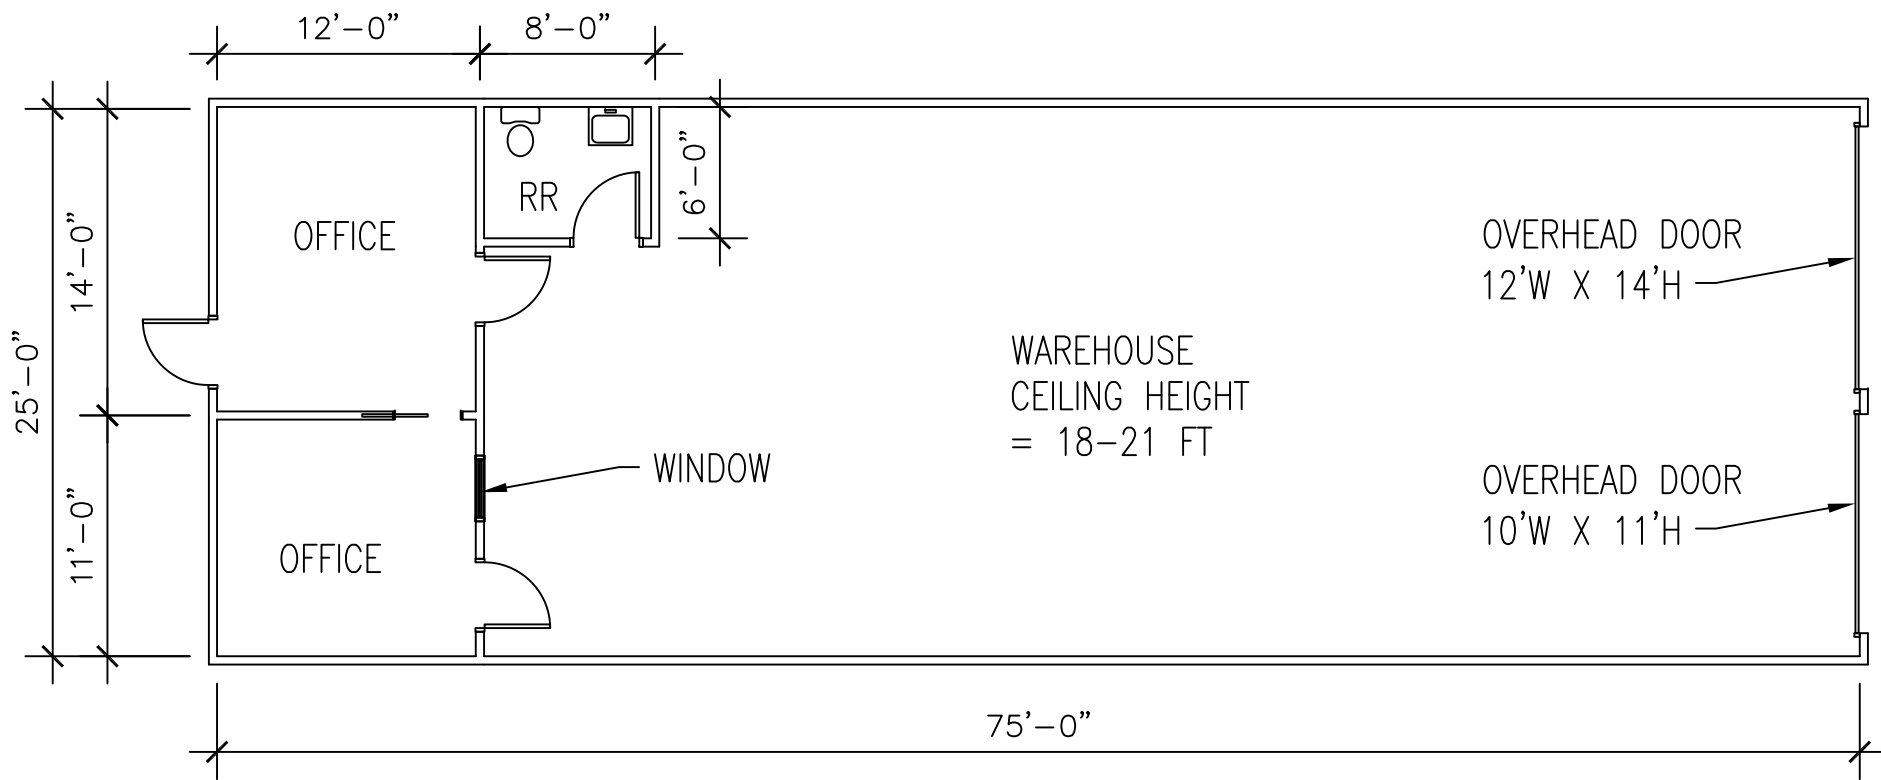 12'-0"
8'-0"
6'-0"
14'-0"
25'-0"
11'-0"
OFFICE
RR
OVERHEAD DOOR
12'W X 14'H
WAREHOUSE
CEILING HEIGHT
= 18-21 FT
WINDOW
OVERHEAD DOOR
10'W X 11'H
OFFICE
75'-0"